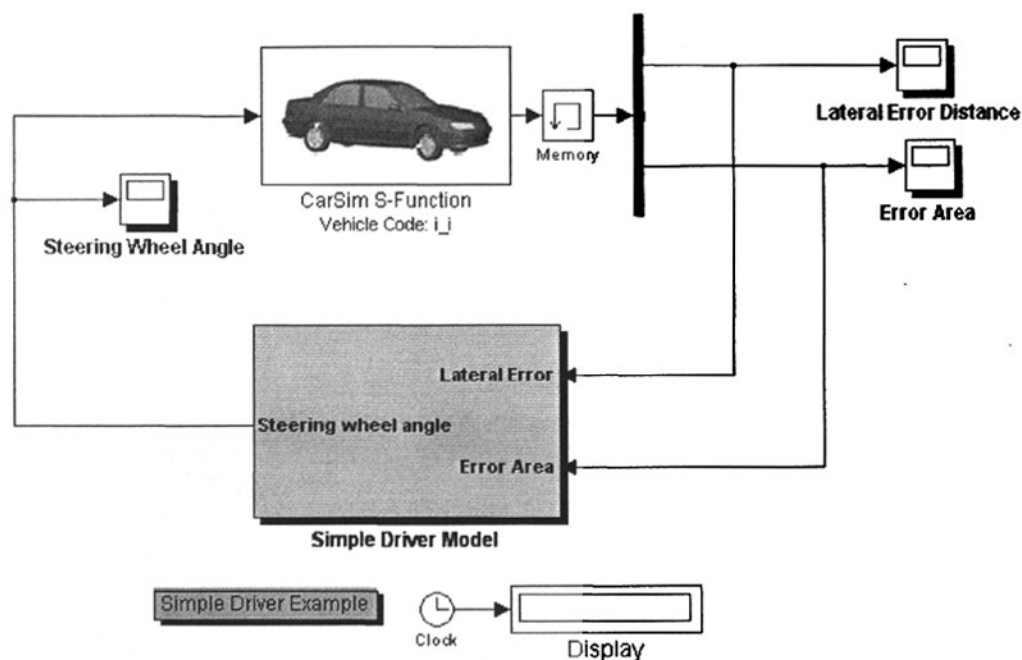 Lateral Error Distance
Memory
CarSim S-Function
Vehicle Code: i_i
Error Area
Steering Wheel Angle
Lateral Error
Steering wheel angle
Error Area
Simple Driver Model
Simple Driver Example
Clock
Display